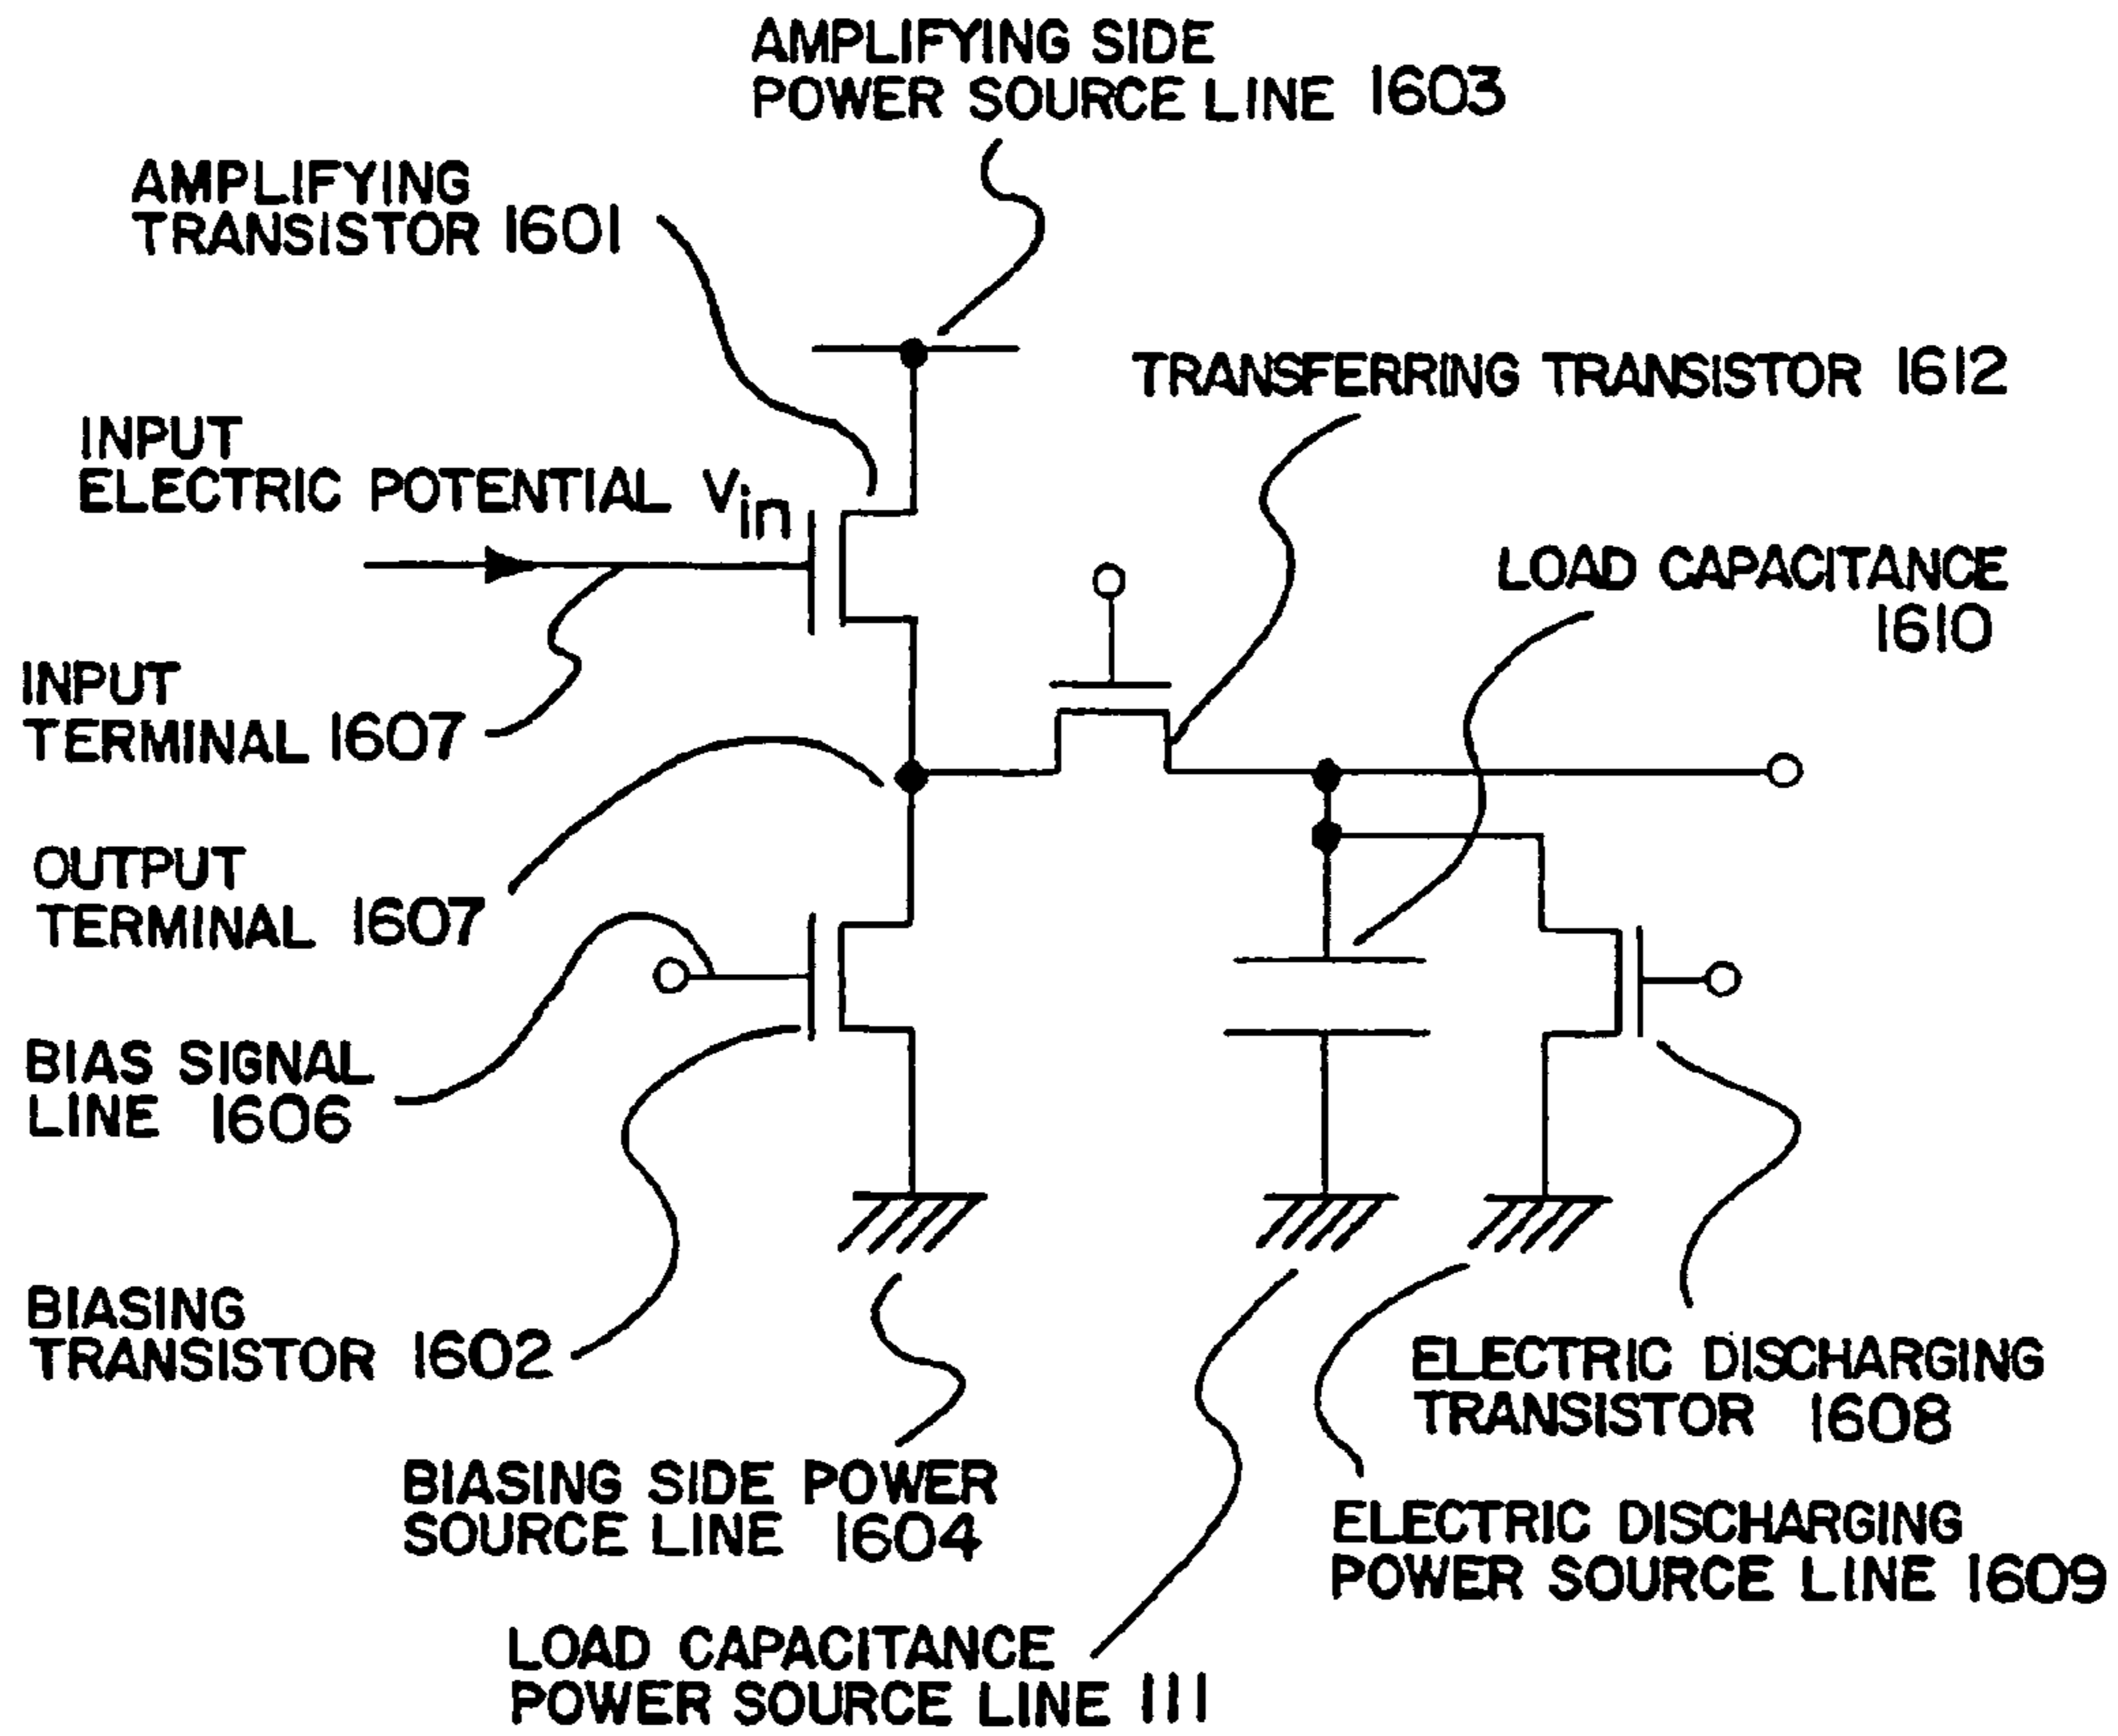 AMPLIFYING SIDE
POWER SOURCE LINE 1603
AMPLIFYING
TRANSISTOR 1601
TRANSFERRING TRANSISTOR 1612
INPUT
ELECTRIC POTENTIAL Vin
LOAD CAPACITANCE
1610
INPUT
TERMINAL 1607
OUTPUT
TERMINAL 1607
BIAS SIGNAL
LINE 1606
BIASING
TRANSISTOR 1602
ELECTRIC DISCHARGING
TRANSISTOR 1608
BIASING SIDE POWER
SOURCE LINE 1604
ELECTRIC DISCHARGING
POWER SOURCE LINE 1609
LOAD CAPACITANCE
POWER SOURCE LINE 111